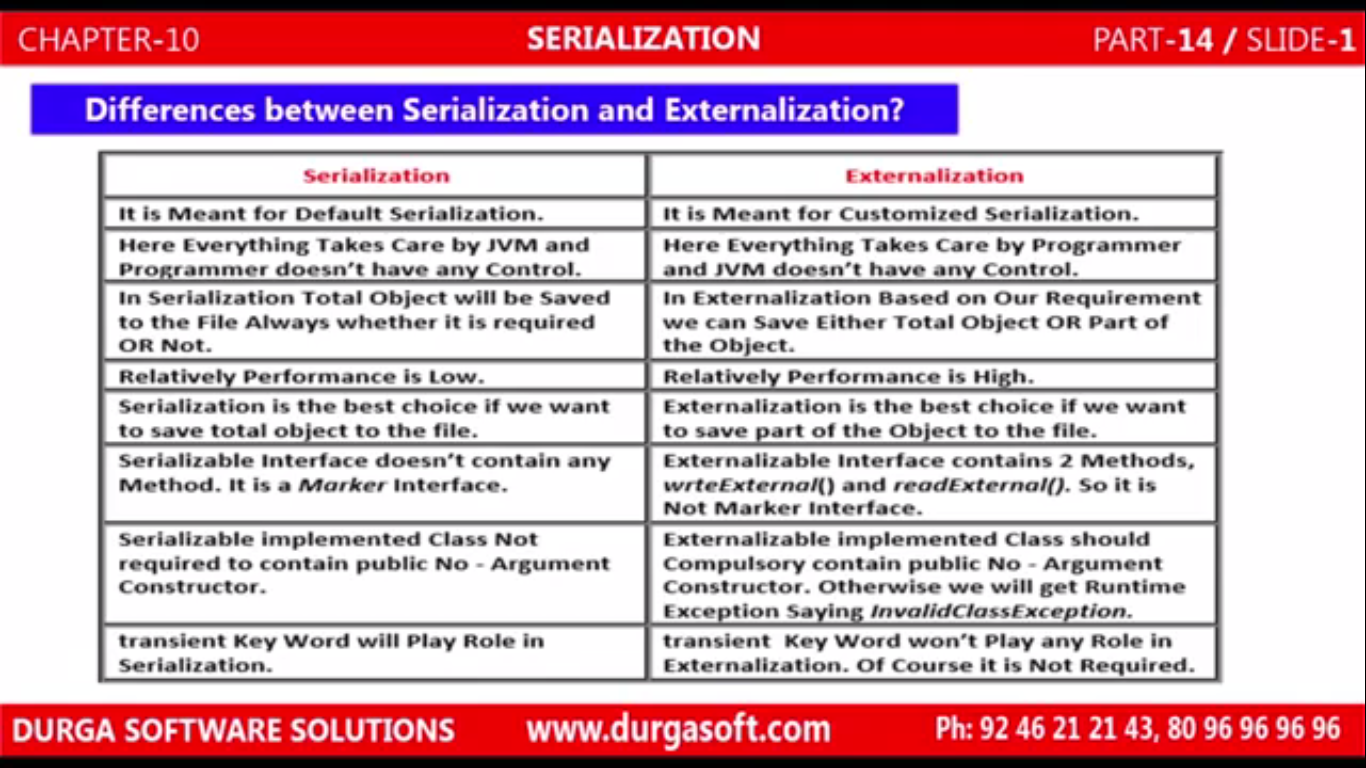 CHAPTER-10
SERIALIZATION
PART-14 / SLIDE-1
Differences between Serialization and Externalization?
Serialization
Externalization
It is Meant for Default Serialization.
It is Meant for Customized Serialization.
Here Everything Takes Care by JVM and
Programmer doesn't have any Control.
Here Everything Takes Care by Programmer
and JVM doesn't have any Control.
In Serialization Total Object will be Saved
to the File Always whether it is required
OR Not.
In Externalization Based on Our Requirement
we can Save Either Total Object OR Part of
the Object.
Relatively Performance is Low.
Relatively Performance is High.
Serialization is the best choice if we want
to save total object to the file.
Externalization is the best choice if we want
to save part of the Object to the file.
Serializable Interface doesn't contain any
Method. It is a Marker Interface.
Externalizable Interface contains 2 Methods,
wrteExternal() and readExternal(). So it is
Not Marker Interface.
Serializable implemented Class Not
required to contain public No - Argument
Constructor.
Externalizable implemented Class should
Compulsory contain public No - Argument
Constructor. Otherwise we will get Runtime
Exception Saying InvalidClassException.
transient Key Word will Play Role in
Serialization.
transient Key Word won't Play any Role in
Externalization. Of Course it is Not Required.
DURGA SOFTWARE SOLUTIONS
www.durgasoft.com
Ph: 92 46 21 21 43, 80 96 96 96 96